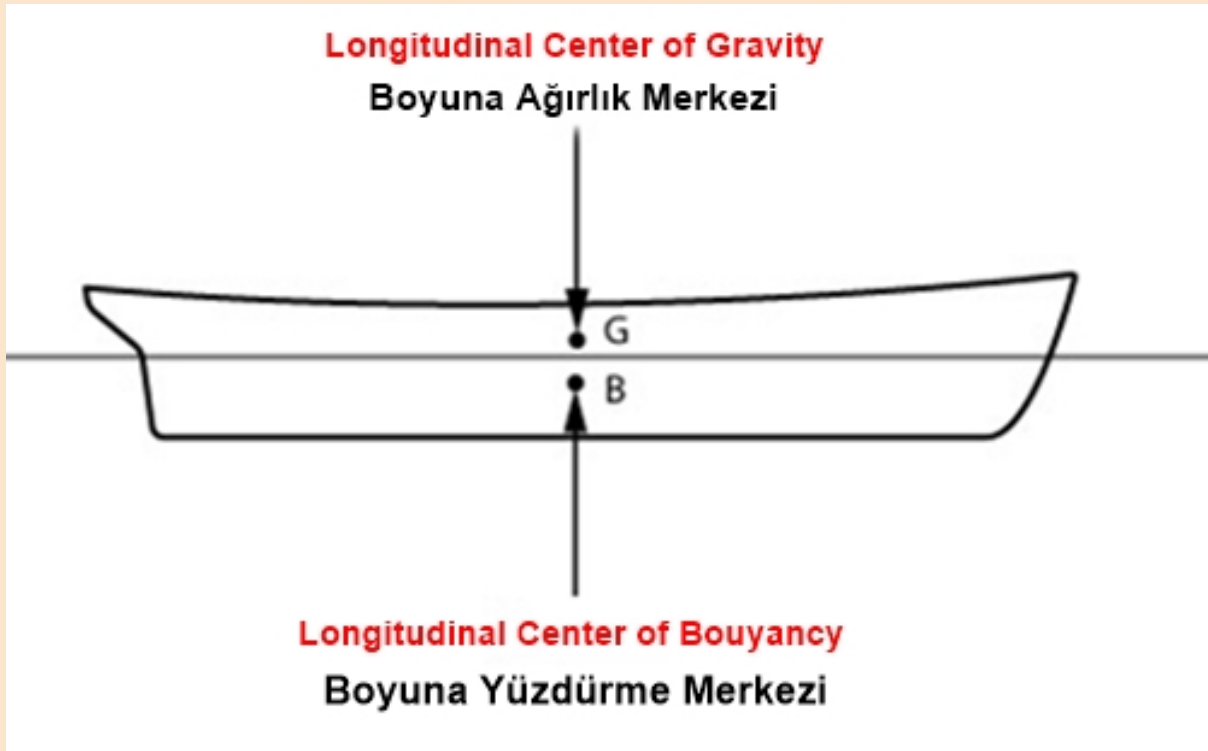 Longitudinal Center of Gravity
Boyuna Ağırlık Merkezi
G
B
Longitudinal Center of Bouyancy
Boyuna Yüzdürme Merkezi